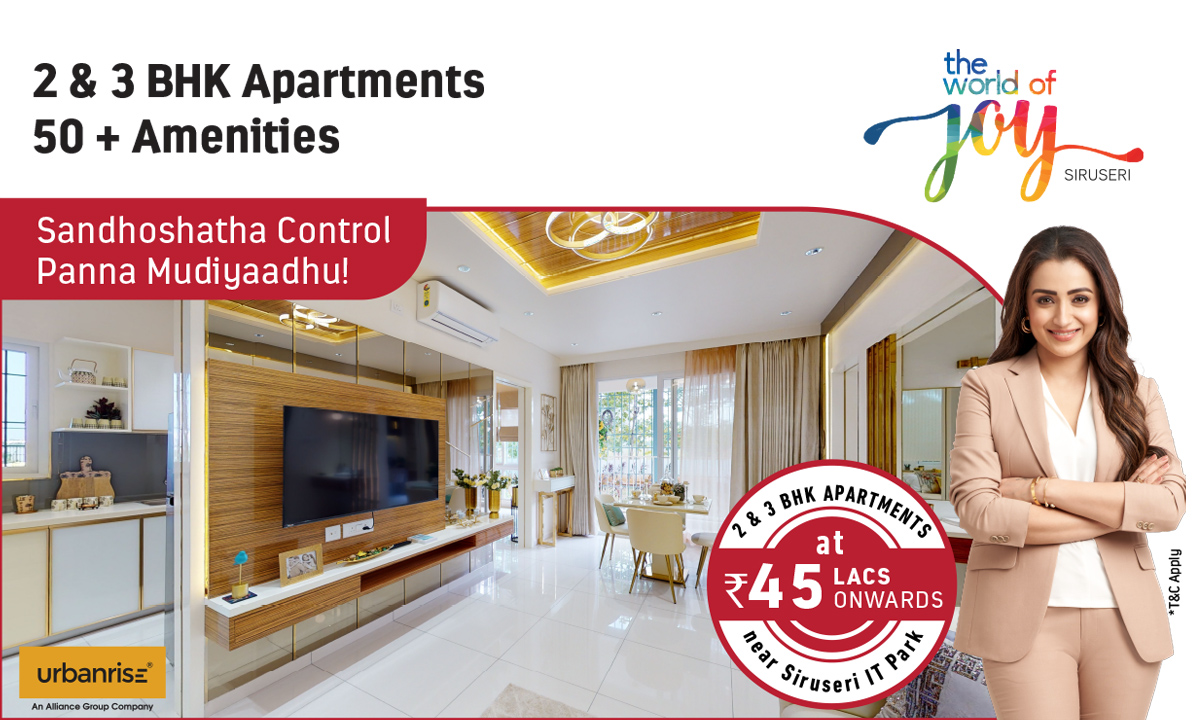 2 & 3 BHK Apartments
50 + Amenities
the
world of
joy
SIRUSERI
Sandhoshatha Control
Panna Mudiyaadhu!
2 & 3 BHK APARTMENTS
at
₹45 LACS
ONWARDS
near Siruseri IT Park
*T&C Apply
urbanrise®
An Alliance Group Company